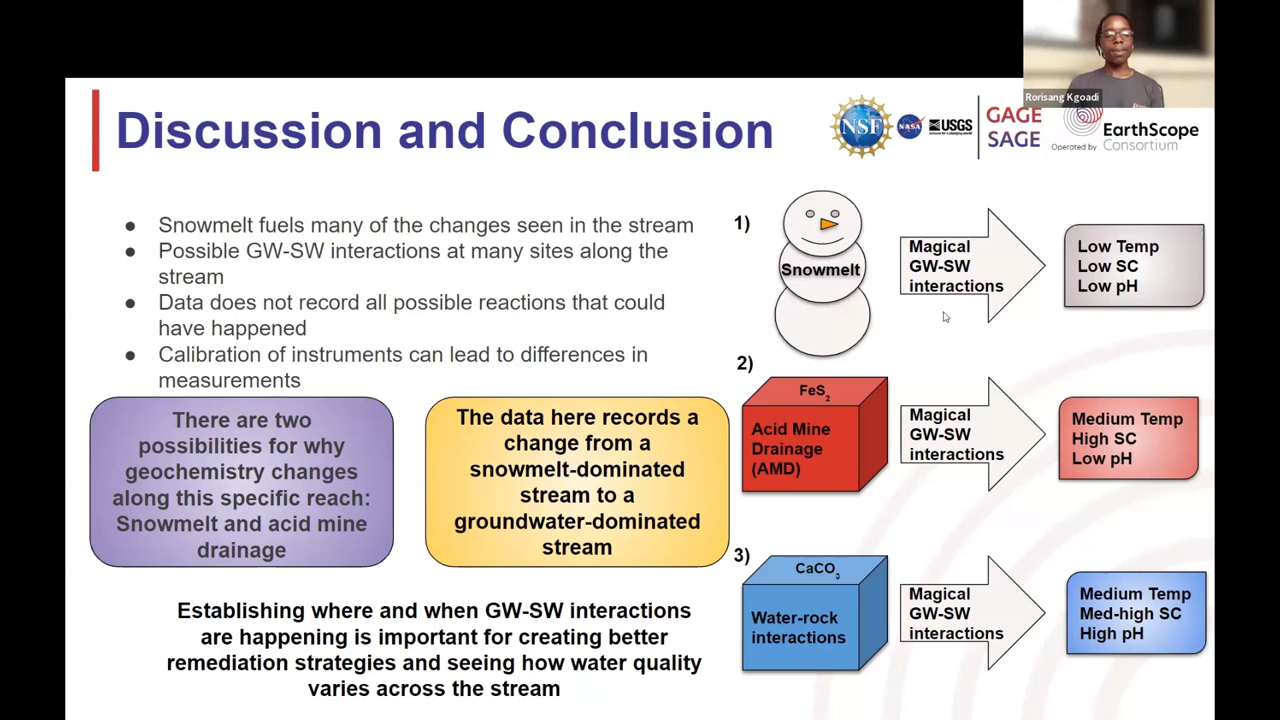 Rorisang Kgoadi
Discussion and Conclusion
NSF
NASA
USGS
GAGE
SAGE
Operated by
EarthScope
Consortium
● Snowmelt fuels many of the changes seen in the stream
● Possible GW-SW interactions at many sites along the
stream
● Data does not record all possible reactions that could
have happened
● Calibration of instruments can lead to differences in
measurements
There are two
possibilities for why
geochemistry changes
along this specific reach:
Snowmelt and acid mine
drainage
The data here records a
change from a
snowmelt-dominated
stream to a
groundwater-dominated
stream
Establishing where and when GW-SW interactions
are happening is important for creating better
remediation strategies and seeing how water quality
varies across the stream
1)
Snowmelt
Magical
GW-SW
interactions
Low Temp
Low SC
Low pH
2)
FeS₂
Acid Mine
Drainage
(AMD)
Magical
GW-SW
interactions
Medium Temp
High SC
Low pH
3)
CaCO₃
Water-rock
interactions
Magical
GW-SW
interactions
Medium Temp
Med-high SC
High pH